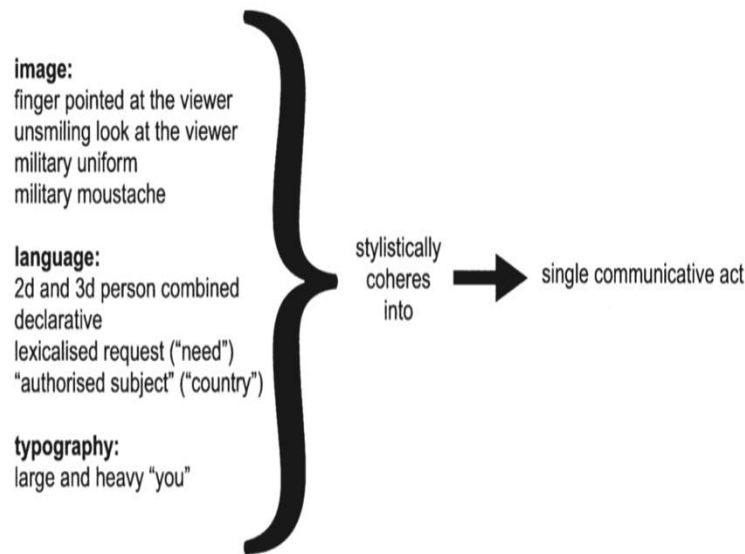 image:
finger pointed at the viewer
unsmiling look at the viewer
military uniform
military moustache
language:
2d and 3d person combined
declarative
lexicalised request (“need”)
“authorised subject” (“country”)
typography:
large and heavy “you”
stylistically
coheres
into
single communicative act